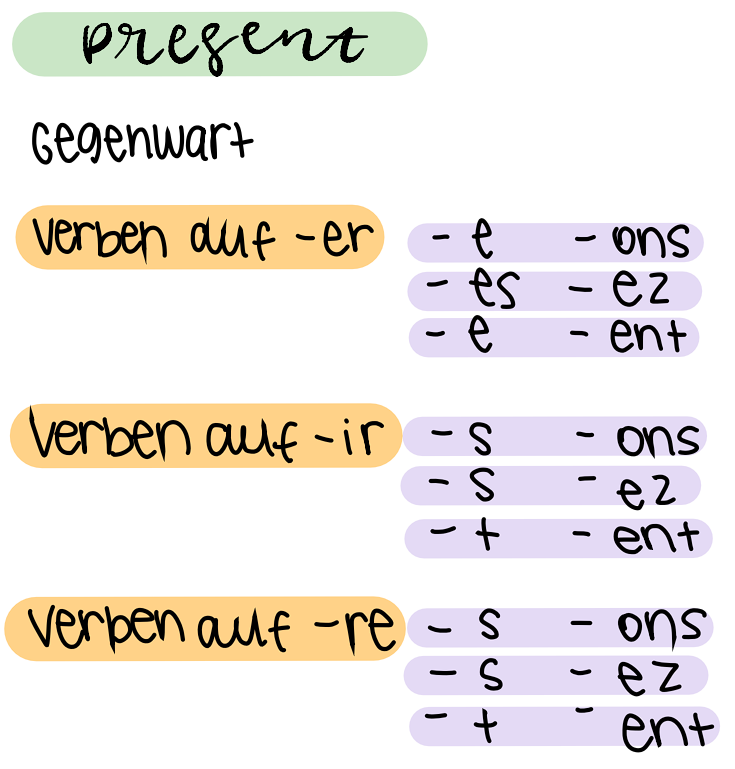 present
Gegenwart
Verben auf -er
- e - ons
- es - ez
- e - ent
Verben auf -ir
- s - ons
- s - ez
- t - ent
Verben auf -re
- s - ons
- s - ez
- t - ent